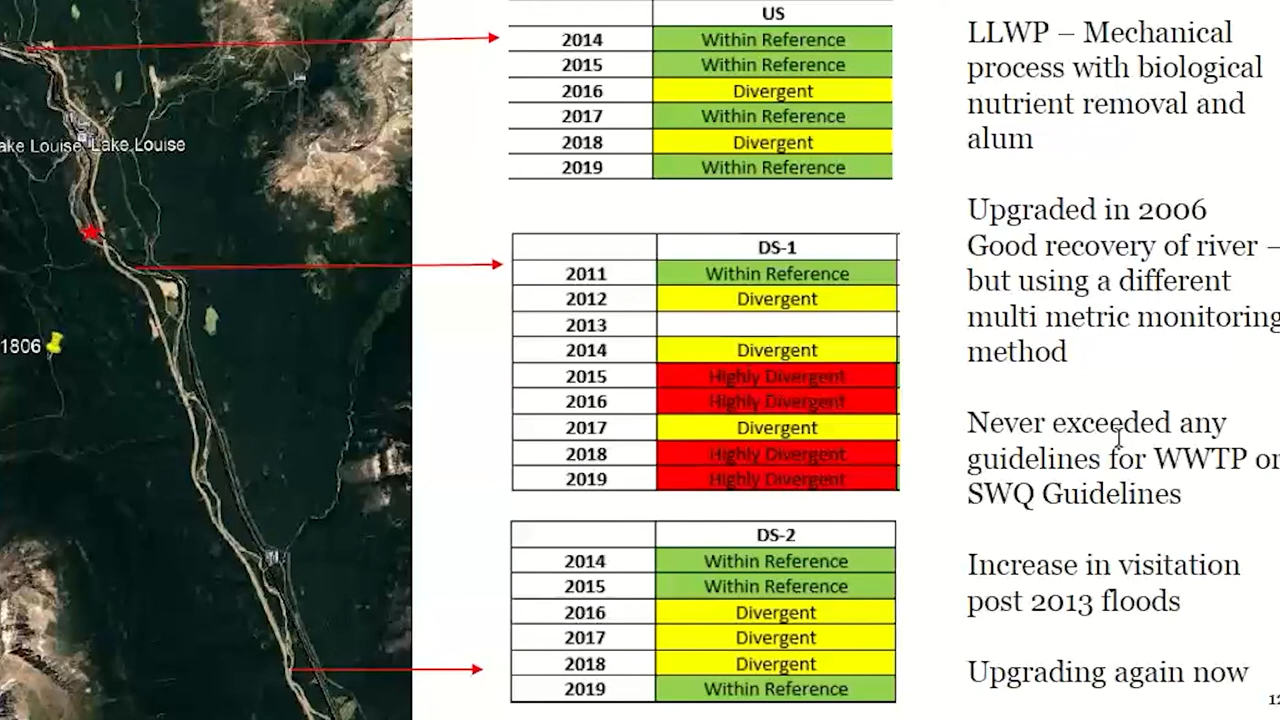 ake Louise Lake Louise
1806
US
2014 Within Reference
2015 Within Reference
2016 Divergent
2017 Within Reference
2018 Divergent
2019 Within Reference
DS-1
2011 Within Reference
2012 Divergent
2013
2014 Divergent
2015 Highly Divergent
2016 Highly Divergent
2017 Divergent
2018 Highly Divergent
2019 Highly Divergent
DS-2
2014 Within Reference
2015 Within Reference
2016 Divergent
2017 Divergent
2018 Divergent
2019 Within Reference
LLWP – Mechanical
process with biological
nutrient removal and
alum
Upgraded in 2006
Good recovery of river –
but using a different
multi metric monitoring
method
Never exceeded any
guidelines for WWTP or
SWQ Guidelines
Increase in visitation
post 2013 floods
Upgrading again now